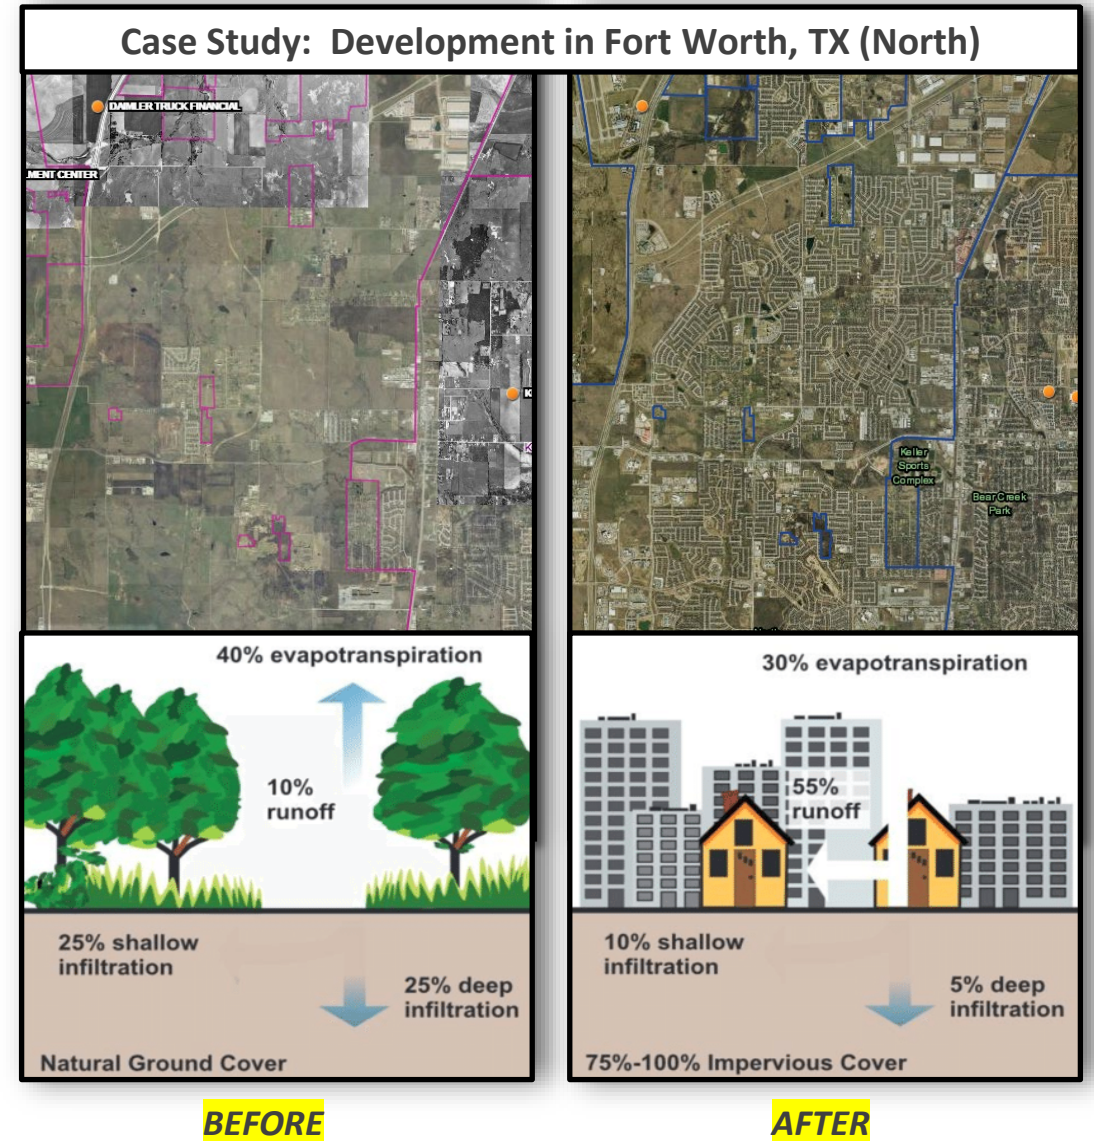 Case Study:  Development in Fort Worth, TX (North)
DAIMLER TRUCK FINANCIAL
MENT CENTER
K
K
Keller
Sports
Complex
Bear Creek
Park
40% evapotranspiration
10%
runoff
25% shallow
infiltration
25% deep
infiltration
Natural Ground Cover
30% evapotranspiration
55%
runoff
10% shallow
infiltration
5% deep
infiltration
75%-100% Impervious Cover
BEFORE
AFTER